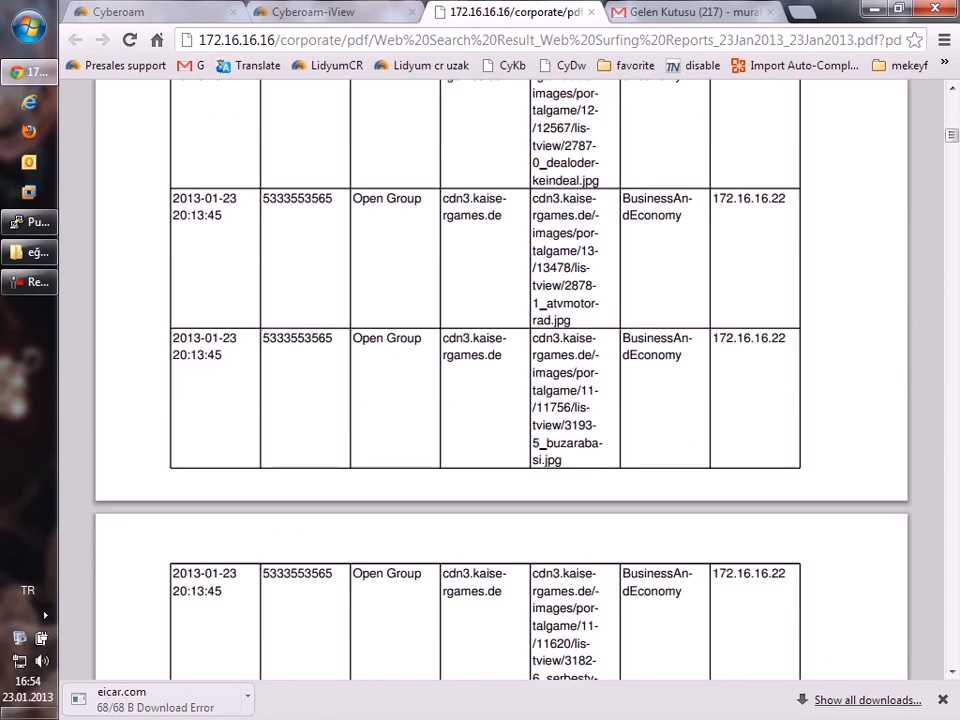 Cyberoam
Cyberoam-iView
172.16.16.16/corporate/pdf
Gelen Kutusu (217) - mura
172.16.16.16/corporate/pdf/Web%20Search%20Result_Web%20Surfing%20Reports_23Jan2013_23Jan2013.pdf?pd
Presales support
G
Translate
LidyumCR
Lidyum cr uzak
CyKb
CyDw
favorite
disable
Import Auto-Compl...
mekeyf
17...
Pu...
eğ...
Re...
images/por-
talgame/12-
/12567/lis-
tview/2787-
0_dealoder-
keindeal.jpg
2013-01-23
20:13:45
5333553565
Open Group
cdn3.kaise-
rgames.de
cdn3.kaise-
rgames.de/-
images/por-
talgame/13-
/13478/lis-
tview/2878-
1_atvmotor-
rad.jpg
BusinessAn-
dEconomy
172.16.16.22
2013-01-23
20:13:45
5333553565
Open Group
cdn3.kaise-
rgames.de
cdn3.kaise-
rgames.de/-
images/por-
talgame/11-
/11756/lis-
tview/3193-
5_buzaraba-
si.jpg
BusinessAn-
dEconomy
172.16.16.22
2013-01-23
20:13:45
5333553565
Open Group
cdn3.kaise-
rgames.de
cdn3.kaise-
rgames.de/-
images/por-
talgame/11-
/11620/lis-
tview/3182-
6_serbestv-
BusinessAn-
dEconomy
172.16.16.22
TR
16:54
23.01.2013
eicar.com
68/68 B Download Error
Show all downloads...